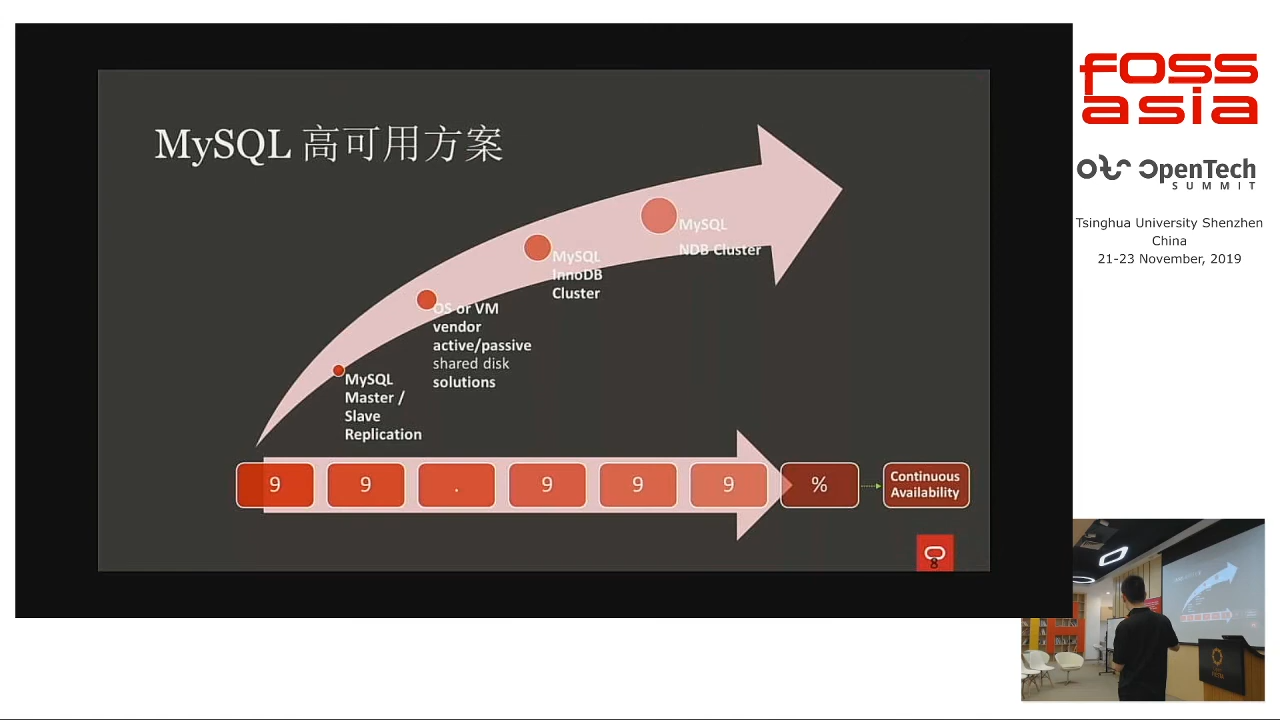 MySQL 高可用方案
MySQL
NDB Cluster
MySQL
InnoDB
Cluster
OS or VM
vendor
active/passive
shared disk
solutions
MySQL
Master /
Slave
Replication
9 9 . 9 9 9 %
Continuous
Availability
8
FOSS
asia
OpenTech
SUMMIT
Tsinghua University Shenzhen
China
21-23 November, 2019